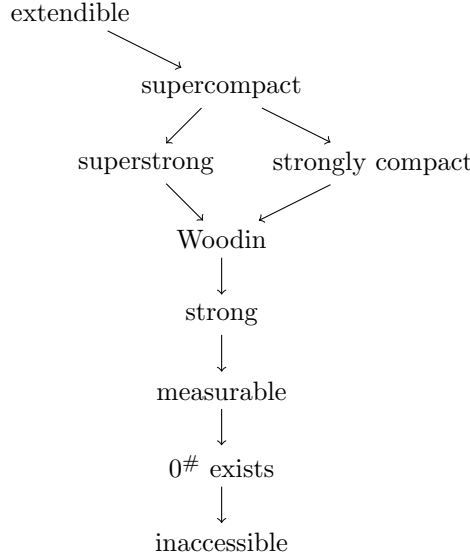 extendible
supercompact
superstrong
strongly compact
Woodin
strong
measurable
0# exists
inaccessible